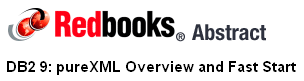 Redbooks® Abstract
DB2 9: pureXML Overview and Fast Start